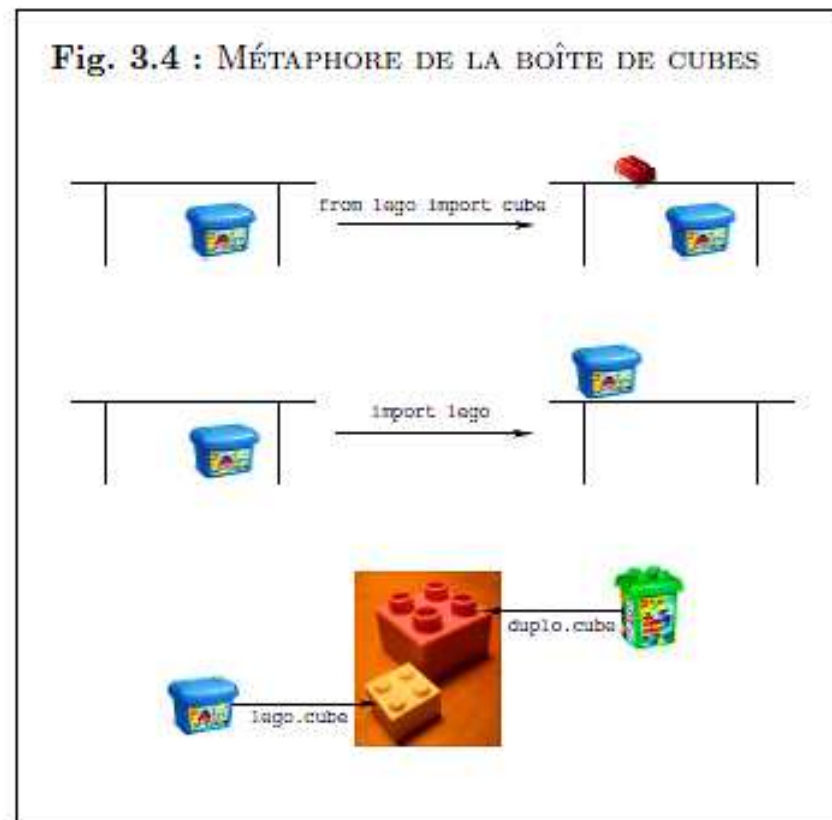 Fig. 3.4 : MÉTAPHORE DE LA BOÎTE DE CUBES
from lego import cube
import lego
duplo.cube
lego.cube